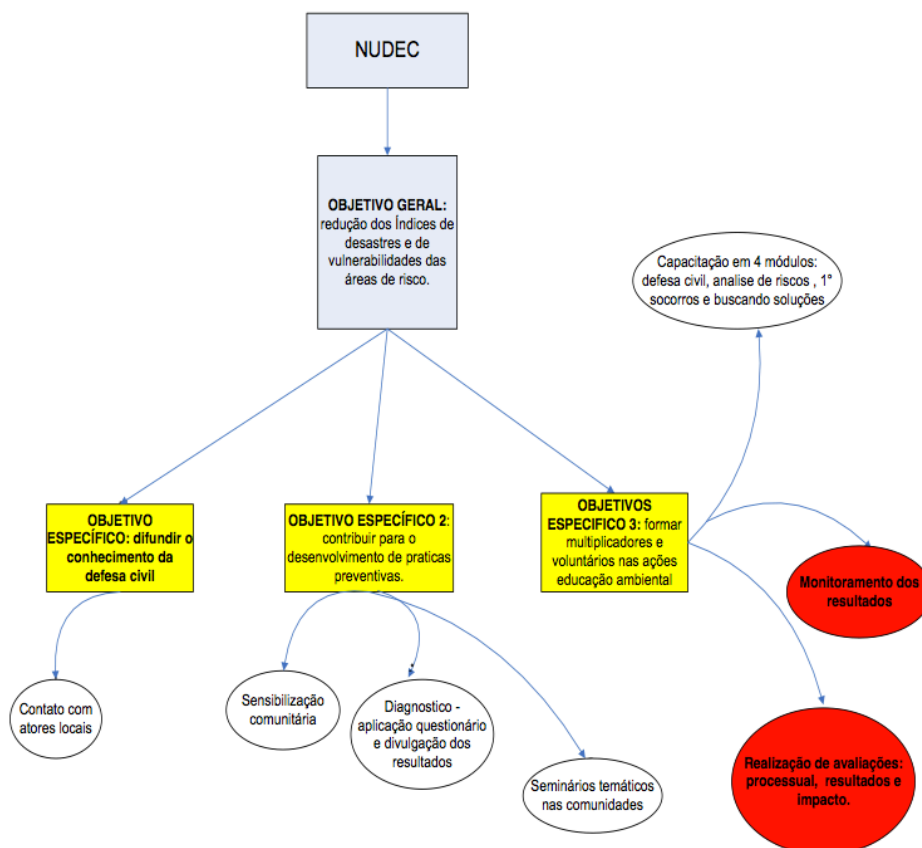 NUDEC
OBJETIVO GERAL:
redução dos Índices de
desastres e de
vulnerabilidades das
áreas de risco.
Capacitação em 4 módulos:
defesa civil, analise de riscos , 1°
socorros e buscando soluções
OBJETIVO
ESPECÍFICO: difundir o
conhecimento da
defesa civil
OBJETIVO ESPECÍFICO 2:
contribuir para o
desenvolvimento de praticas
preventivas.
OBJETIVOS
ESPECIFICO 3: formar
multiplicadores e
voluntários nas ações
educação ambiental
Monitoramento dos
resultados
Contato com
atores locais
Sensibilização
comunitária
Diagnostico -
aplicação questionário
e divulgação dos
resultados
Seminários temáticos
nas comunidades
Realização de avaliações:
processual, resultados e
impacto.